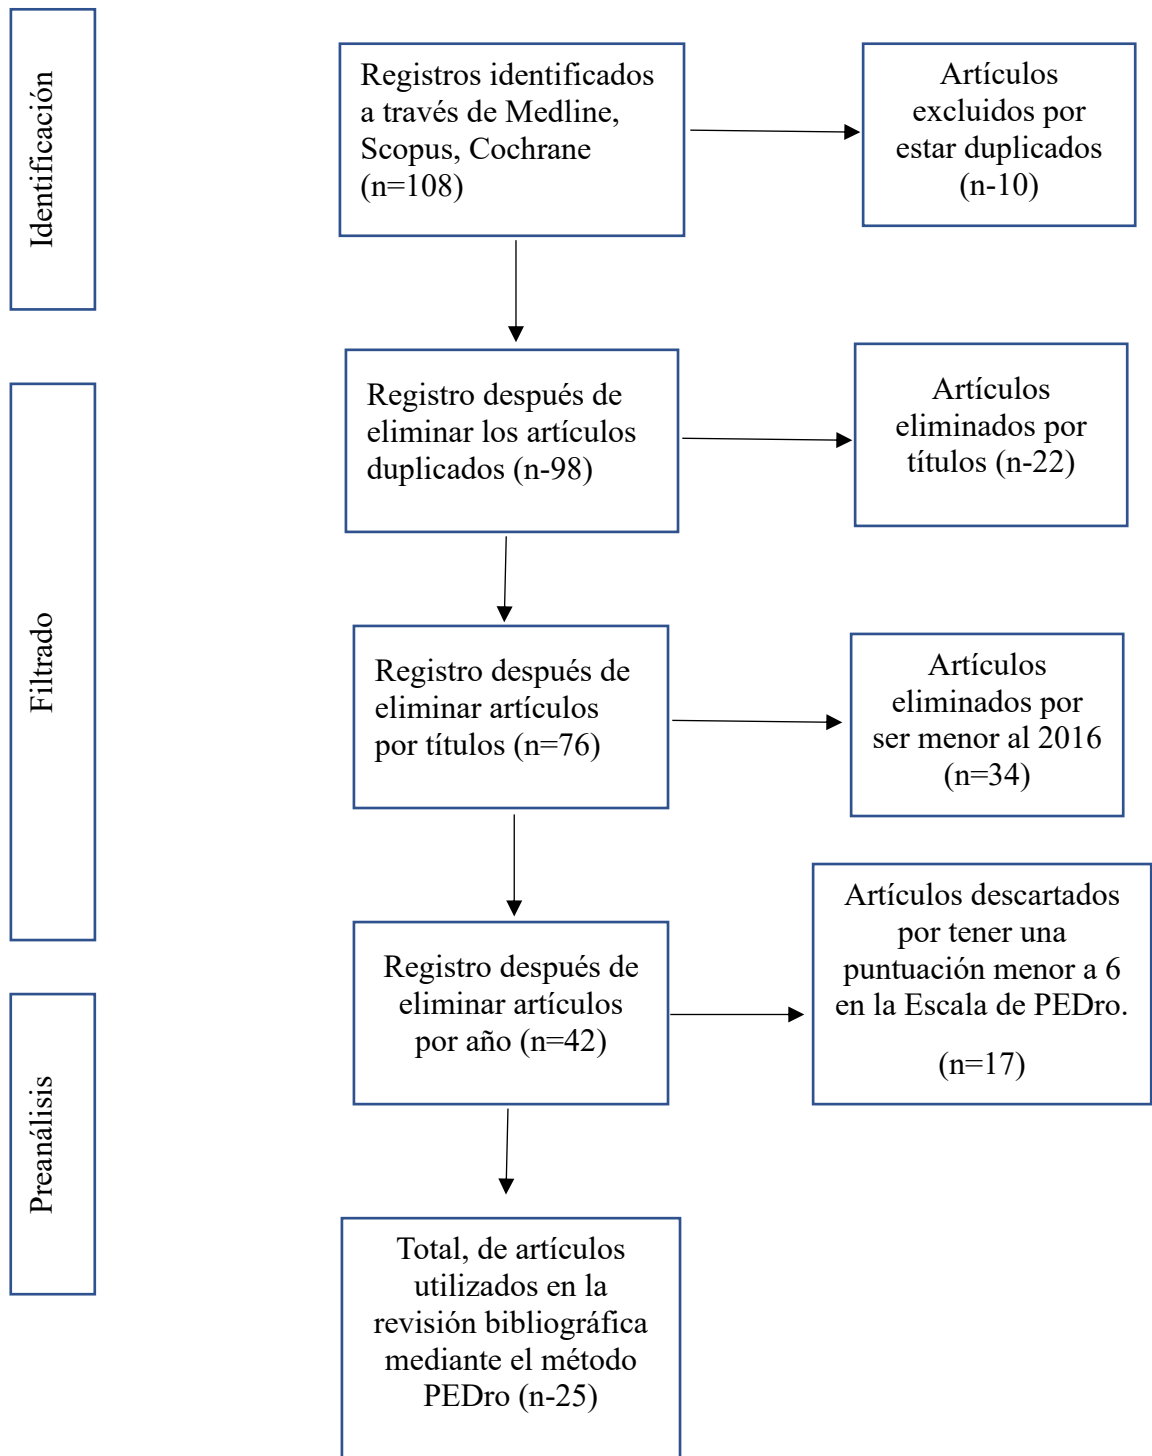 Identificación
Registros identificados
a través de Medline,
Scopus, Cochrane
(n=108)
Artículos
excluidos por
estar duplicados
(n-10)
Filtrado
Registro después de
eliminar los artículos
duplicados (n-98)
Artículos
eliminados por
títulos (n-22)
Registro después de
eliminar artículos
por títulos (n=76)
Artículos
eliminados por
ser menor al 2016
(n=34)
Registro después de
eliminar artículos
por año (n=42)
Artículos descartados
por tener una
puntuación menor a 6
en la Escala de PEDro.
(n=17)
Preanálisis
Total, de artículos
utilizados en la
revisión bibliográfica
mediante el método
PEDro (n-25)